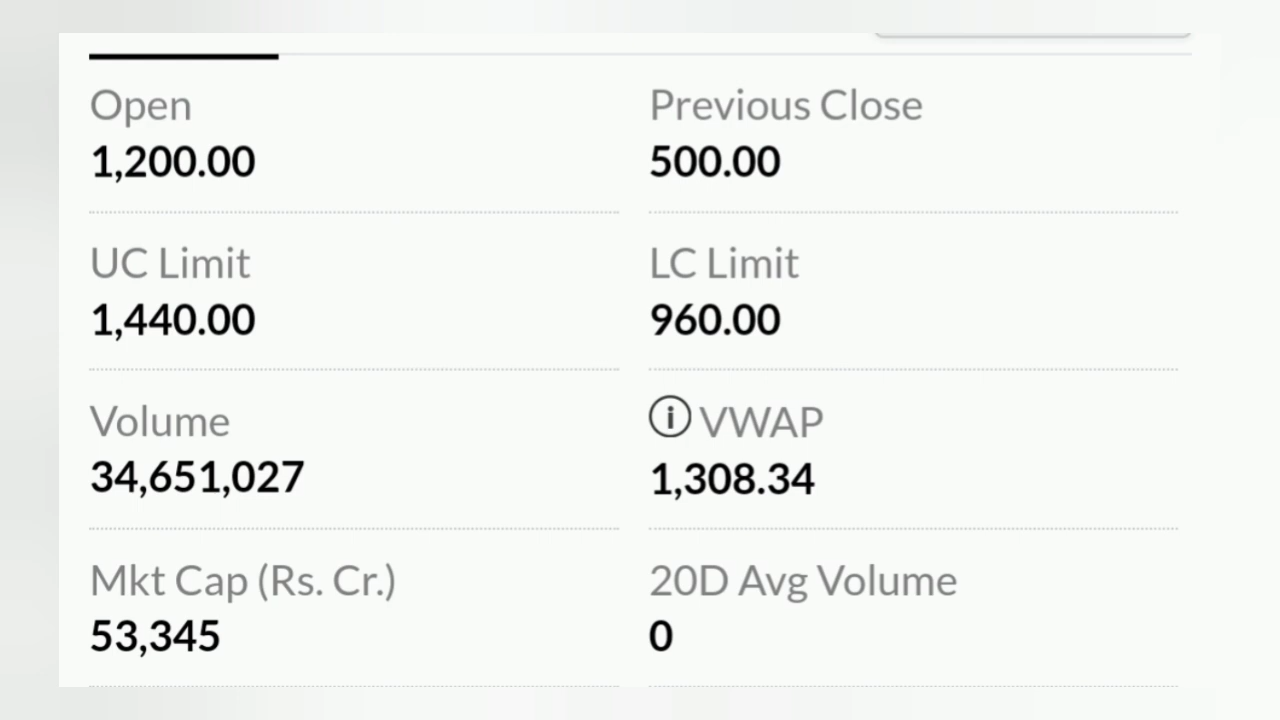 Open
Previous Close
1,200.00
500.00
UC Limit
LC Limit
1,440.00
960.00
Volume
i VWAP
34,651,027
1,308.34
Mkt Cap (Rs. Cr.)
20D Avg Volume
53,345
0